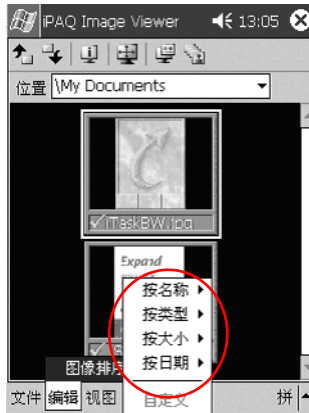 iPAQ Image Viewer 13:05
位置 \My Documents
iTaskBW.jpg
Expand
按名称
按类型
按大小
按日期
图像排
文件 编辑 视图 自定义 拼